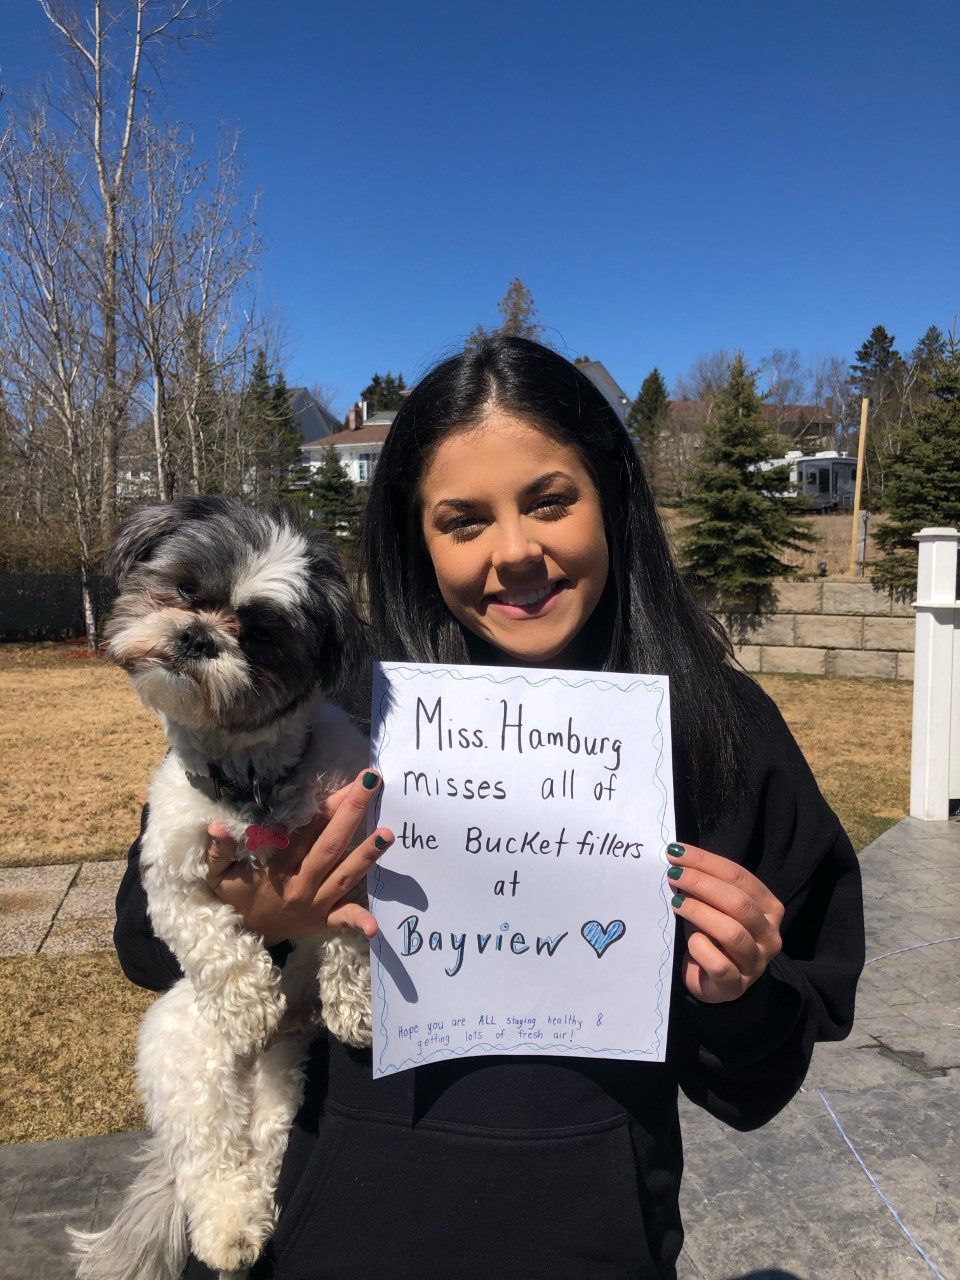 Miss. Hamburg
misses all of
the Bucket fillers
at
Bayview
Hope you are ALL staying healthy &
getting lots of fresh air!